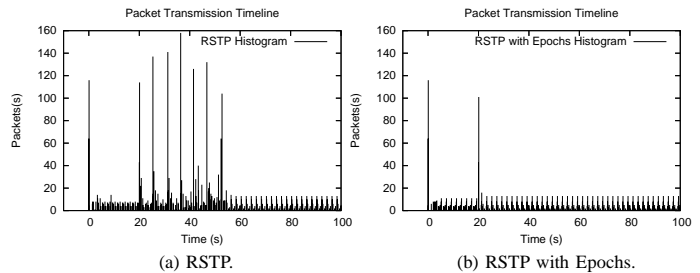 Packet Transmission Timeline
160
140
120
100
80
60
40
20
0
Packets(s)
RSTP Histogram
0 20 40 60 80 100
Time (s)
(a) RSTP.
Packet Transmission Timeline
160
140
120
100
80
60
40
20
0
Packets(s)
RSTP with Epochs Histogram
0 20 40 60 80 100
Time (s)
(b) RSTP with Epochs.